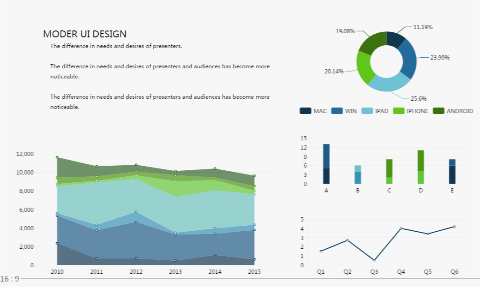 MODER UI DESIGN
The difference in needs and desires of presenters.
The difference in needs and desires of presenters and audiences has become more
noticeable.
The difference in needs and desires of presenters and audiences has become more
noticeable.
19.08%
11.19%
23.99%
20.14%
25.6%
MAC WIN IPAD IPHONE ANDROID
12,000
10,000
8,000
6,000
4,000
2,000
0
2010 2011 2012 2013 2014 2015
15
12
9
6
3
0
A B C D E
5
4
3
2
1
0
Q1 Q2 Q3 Q4 Q5 Q6
16 : 9